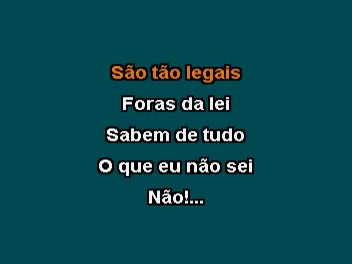 São tão legais
Foras da lei
Sabem de tudo
O que eu não sei
Não!...